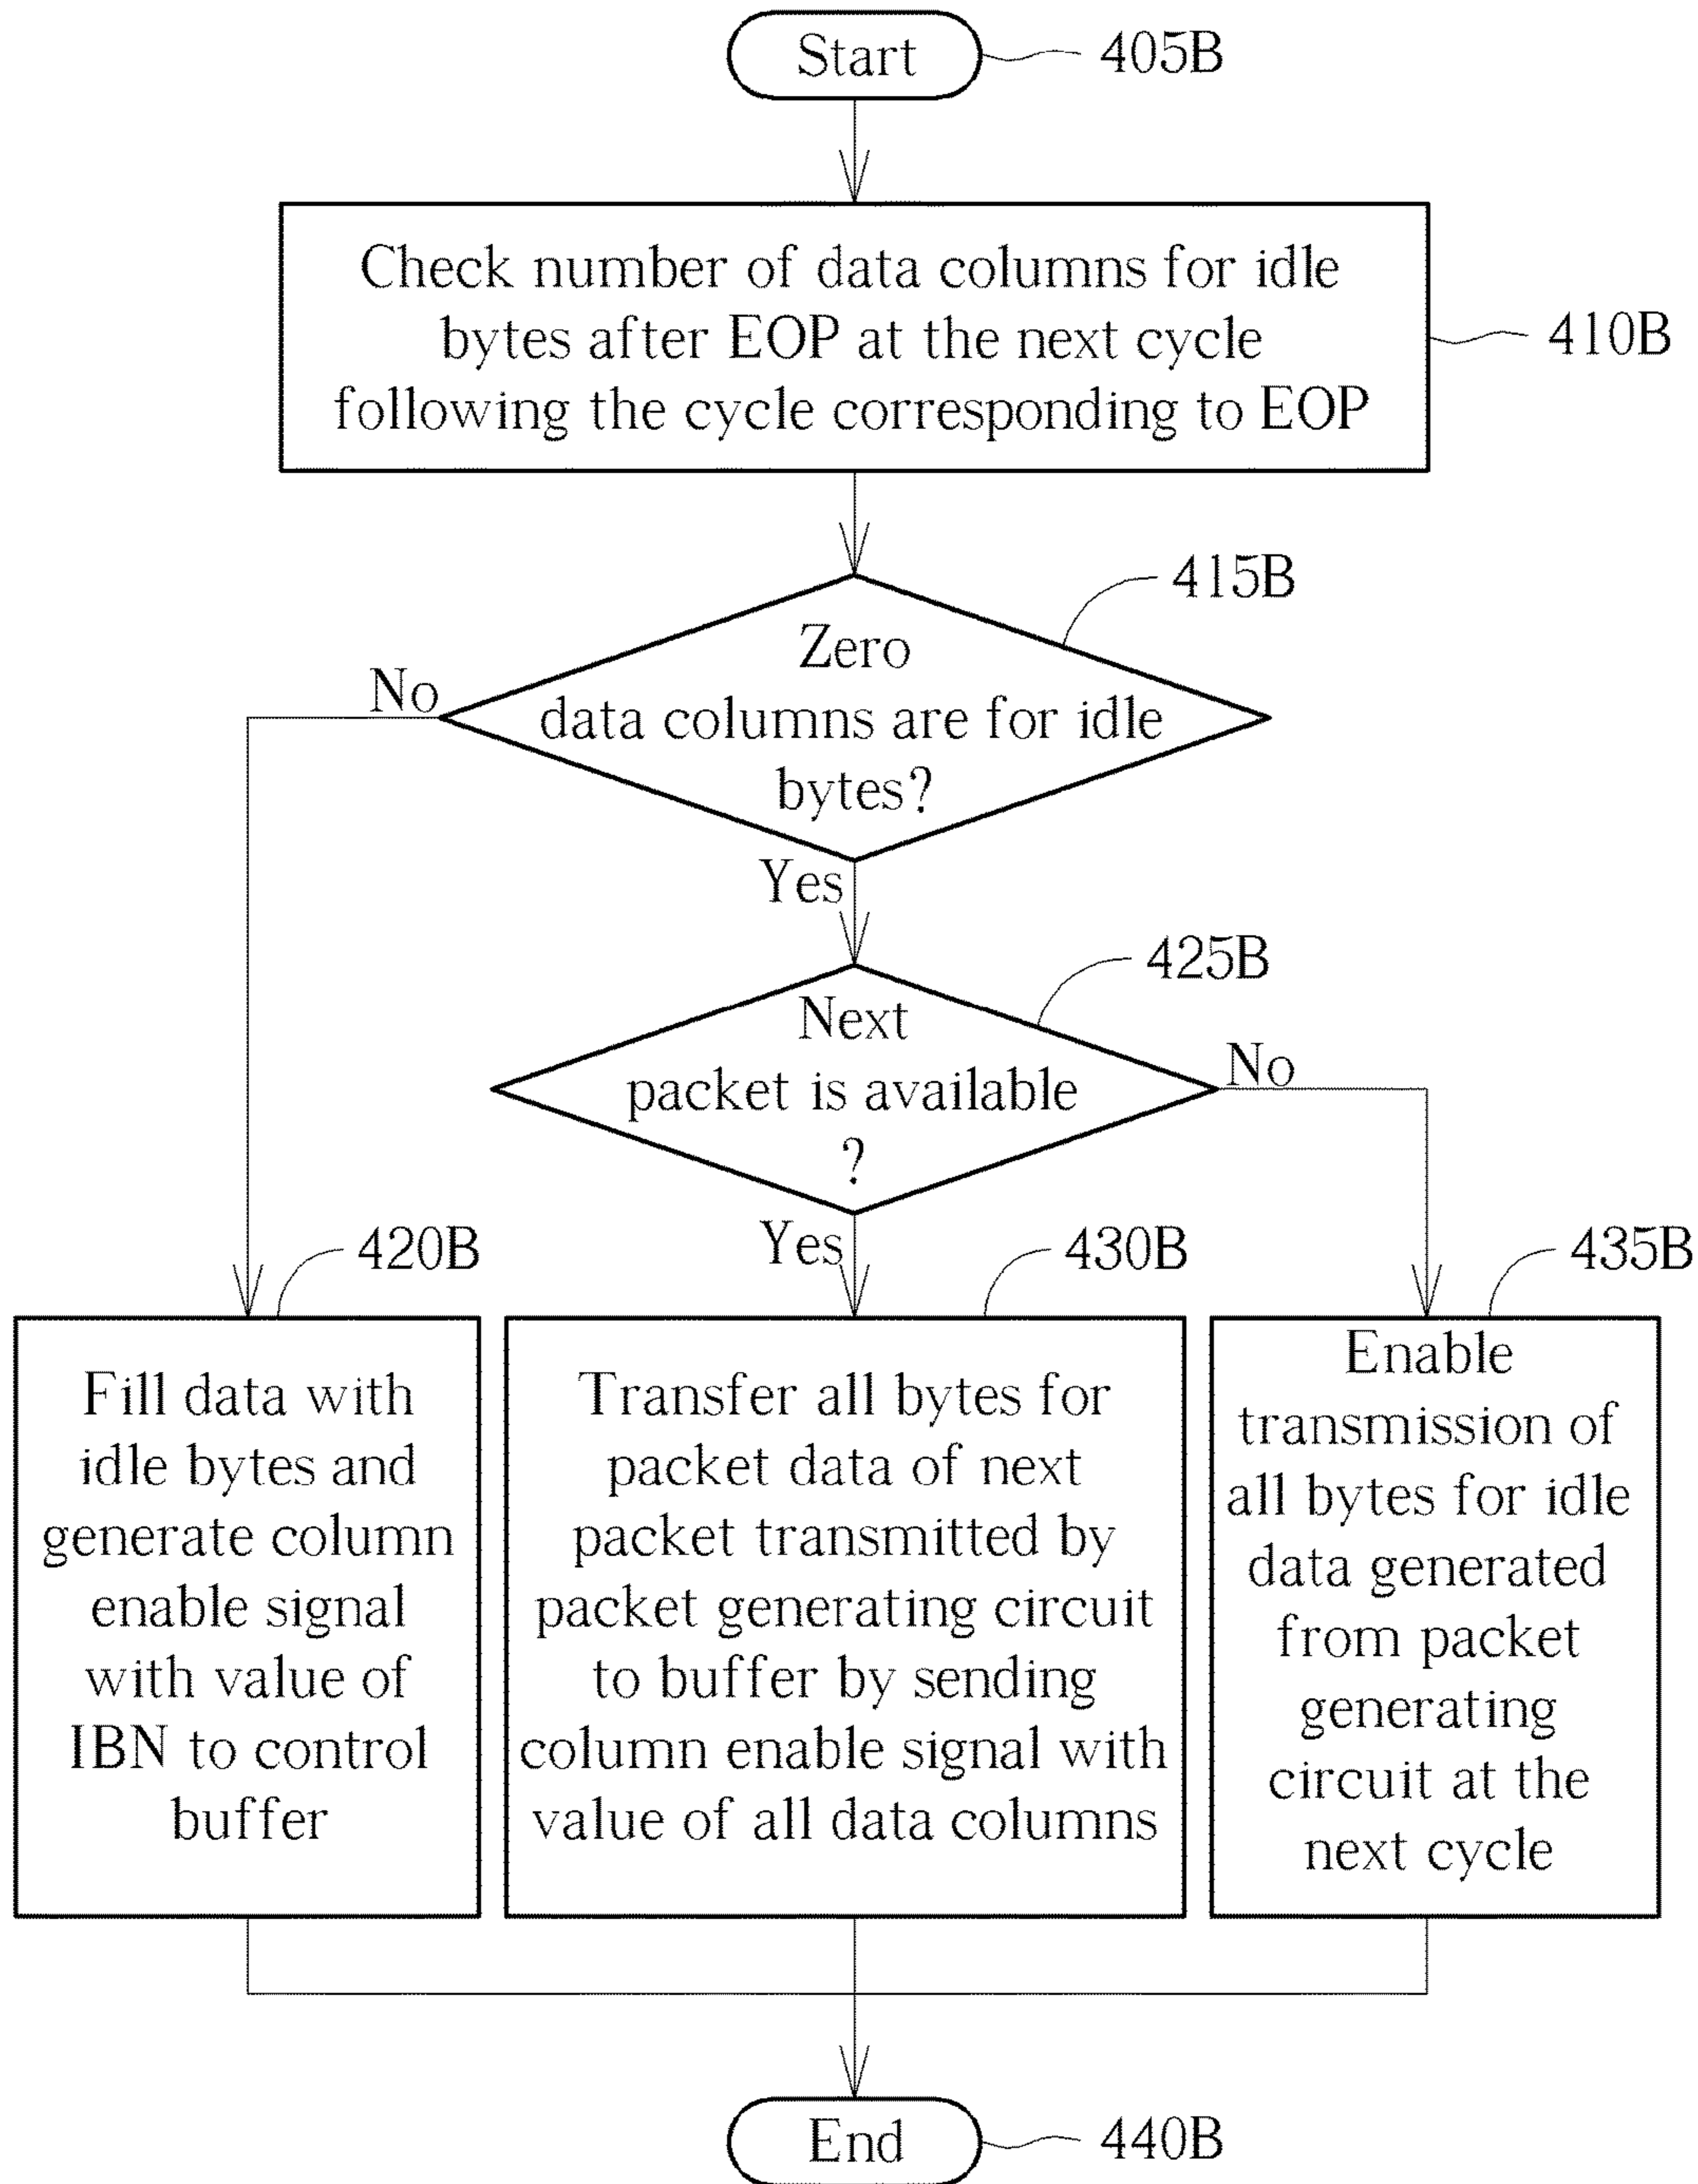 Start
405B
Check number of data columns for idle
bytes after EOP at the next cycle
following the cycle corresponding to EOP
410B
415B
Zero
data columns are for idle
bytes?
No
Yes
425B
Next
packet is available
?
No
Yes
420B
Fill data with
idle bytes and
generate column
enable signal
with value of
IBN to control
buffer
430B
Transfer all bytes for
packet data of next
packet transmitted by
packet generating circuit
to buffer by sending
column enable signal with
value of all data columns
435B
Enable
transmission of
all bytes for idle
data generated
from packet
generating
circuit at the
next cycle
End
440B